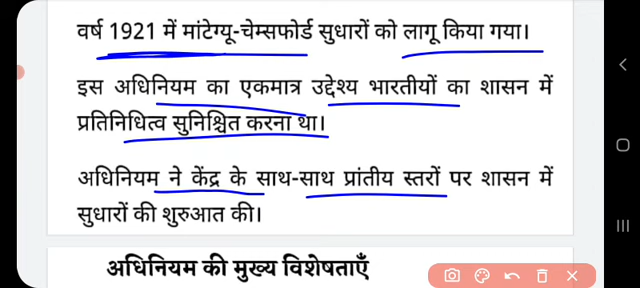 वर्ष 1921 में मांटेग्यू-चेम्सफोर्ड सुधारों को लागू किया गया।
इस अधिनियम का एकमात्र उद्देश्य भारतीयों का शासन में
प्रतिनिधित्व सुनिश्चित करना था।
अधिनियम ने केंद्र के साथ-साथ प्रांतीय स्तरों पर शासन में
सुधारों की शुरुआत की।
अधिनियम की मुख्य विशेषताएँ